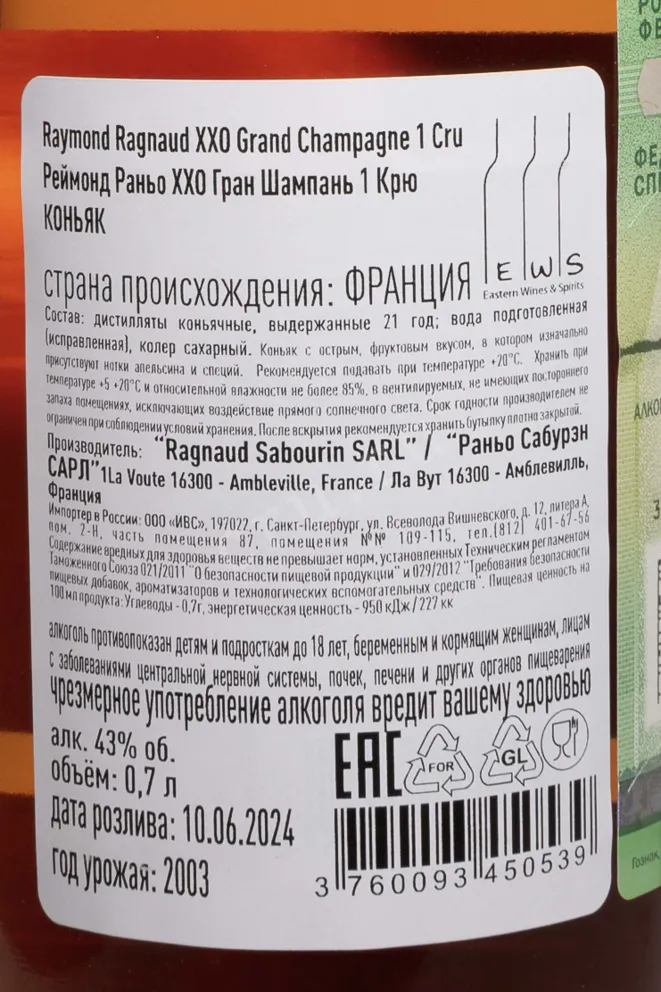 Raymond Ragnaud XXO Grand Champagne 1 Cru
Реймонд Раньо XXO Гран Шампань 1 Крю
КОНЬЯК
E W S
Eastern Wines & Spirits
страна происхождения: ФРАНЦИЯ
Состав: дистилляты коньячные, выдержанные 21 год; вода подготовленная
(исправленная), колер сахарный. Коньяк с острым, фруктовым вкусом, в котором изначально
присутствуют нотки апельсина и специй. Рекомендуется подавать при температуре +20°С. Хранить при
температуре +5 +20°С и относительной влажности не более 85%, в вентилируемых, не имеющих постороннего
запаха помещениях, исключающих воздействие прямого солнечного света. Срок годности производителем не
ограничен при соблюдении условий хранения. После вскрытия рекомендуется хранить бутылку плотно закрытой.
Производитель: "Ragnaud Sabourin SARL" / "Раньо Сабурэн
САРЛ"1La Voute 16300 - Ambleville, France / Ла Вут 16300 - Амблевилль,
Франция
Импортер в России: ООО «ИВС», 197022, г. Санкт-Петербург, ул. Всеволода Вишневского, д. 12, литера А,
пом. 2-Н, часть помещения 87, помещения №№ 109-115, тел.(812) 401-67-56
Содержание вредных для здоровья веществ не превышает норм, установленных Техническим регламентом
Таможенного Союза 021/2011 "О безопасности пищевой продукции" и 029/2012 "Требования безопасности
пищевых добавок, ароматизаторов и технологических вспомогательных средств". Пищевая ценность на
100 мл продукта: Углеводы - 0,7г, энергетическая ценность - 950 кДж / 227 кк
алкоголь противопоказан детям и подросткам до 18 лет, беременным и кормящим женщинам, лицам
с заболеваниями центральной нервной системы, почек, печени и других органов пищеварения
чрезмерное употребление алкоголя вредит вашему здоровью
алк. 43% об.
объём: 0,7 л
дата розлива: 10.06.2024
год урожая: 2003
EAC
FOR
GL
3 760093 450539
РО
ФЕ
ФЕ
СП
АЛКО
3
Гознак,